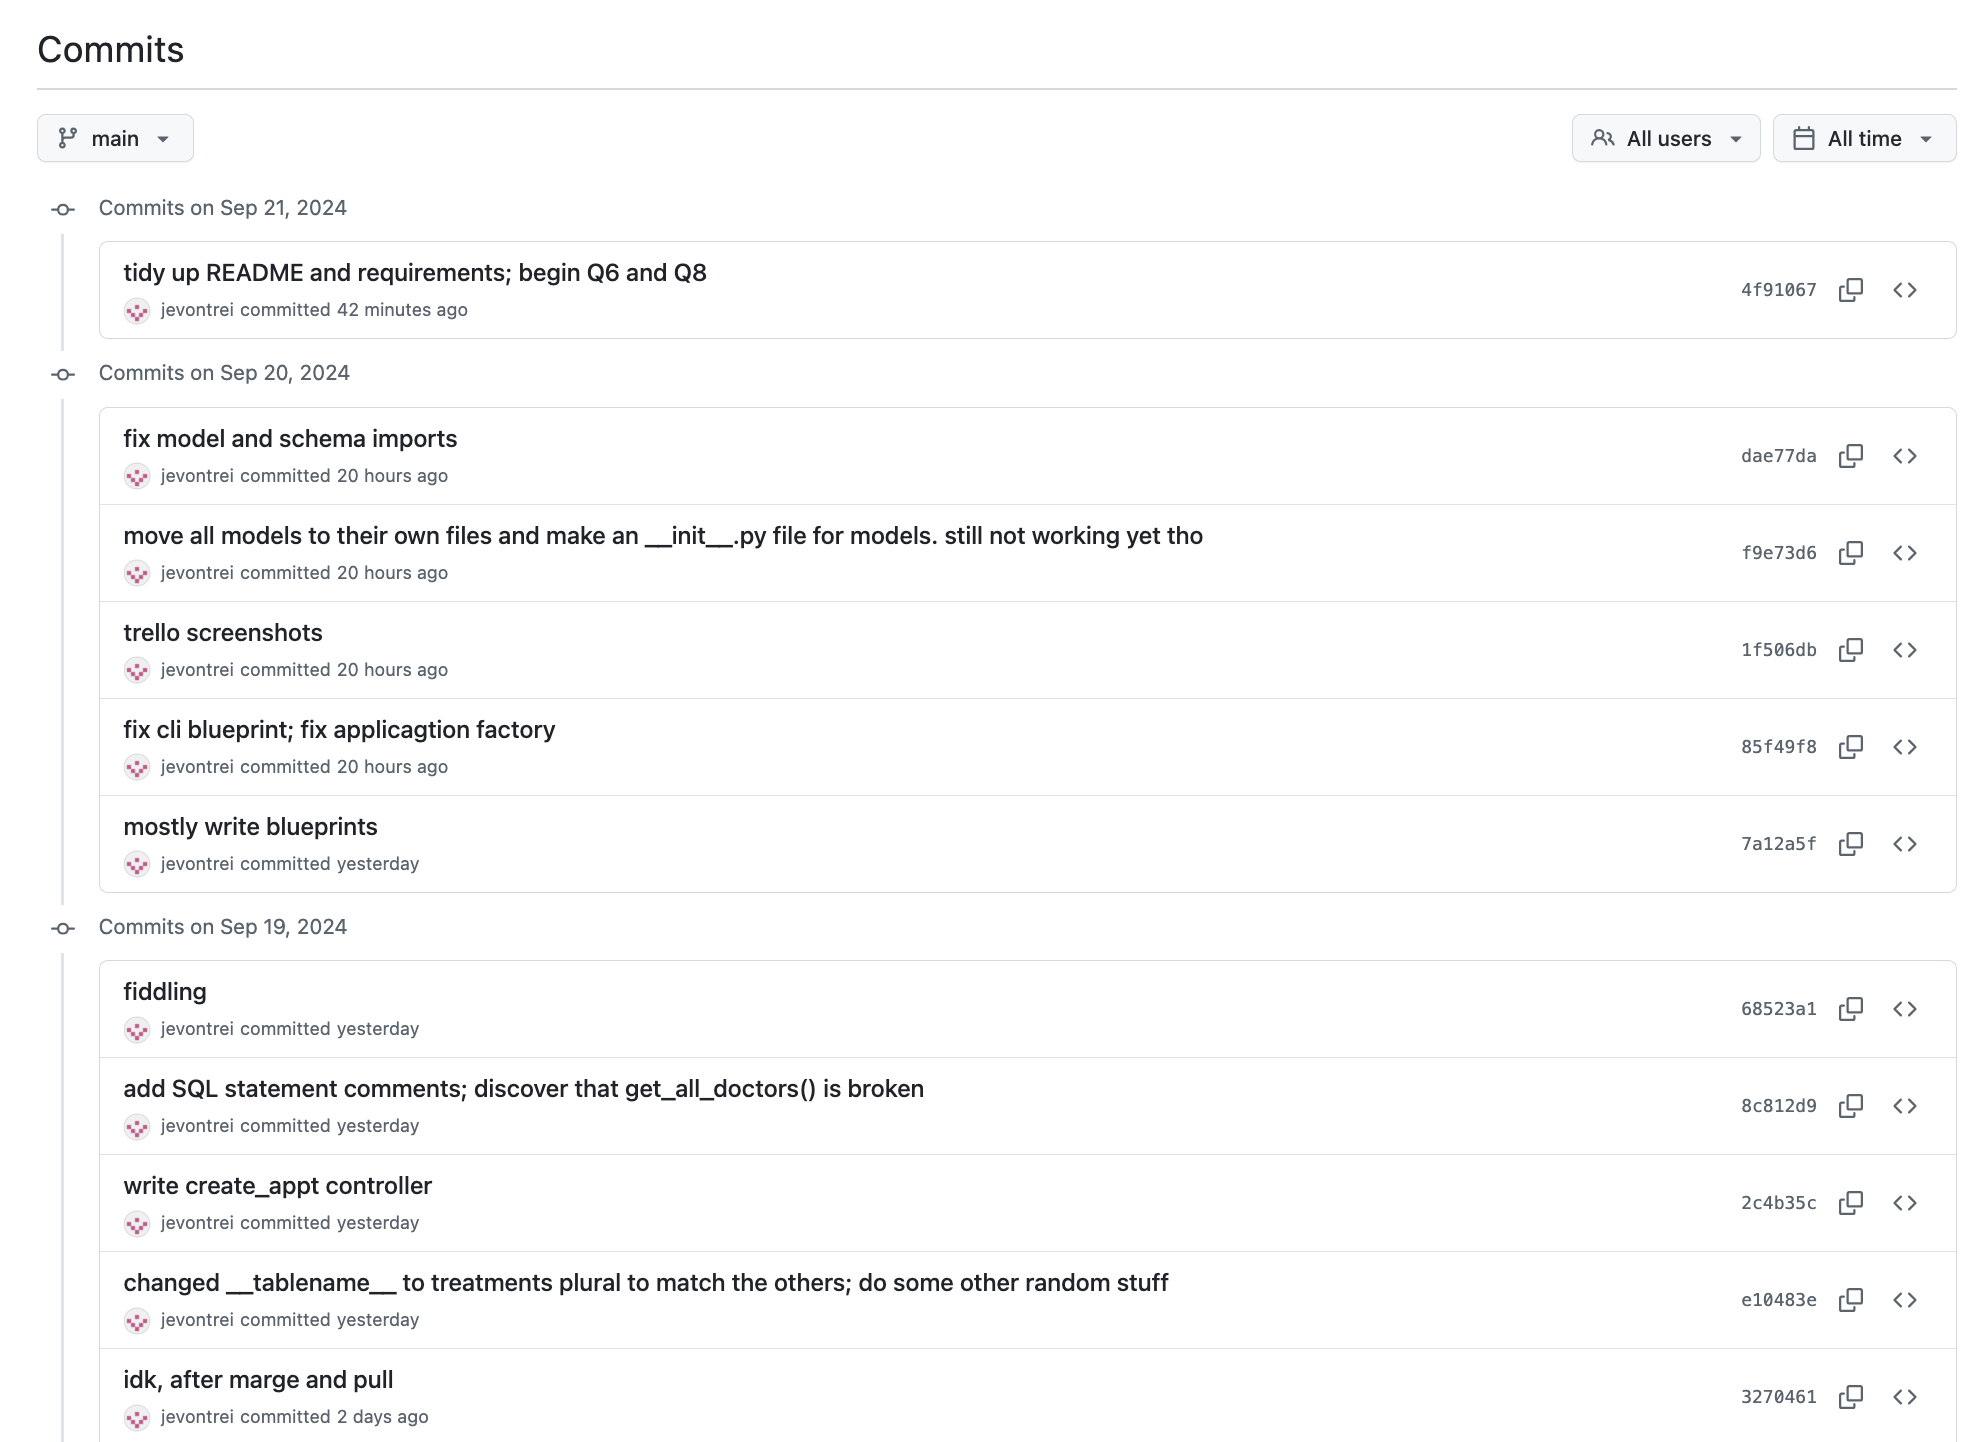 Commits
main
All users
All time
Commits on Sep 21, 2024
tidy up README and requirements; begin Q6 and Q8
4f91067
jevontrei committed 42 minutes ago
Commits on Sep 20, 2024
fix model and schema imports
dae77da
jevontrei committed 20 hours ago
move all models to their own files and make an __init__.py file for models. still not working yet tho
f9e73d6
jevontrei committed 20 hours ago
trello screenshots
1f506db
jevontrei committed 20 hours ago
fix cli blueprint; fix applicagtion factory
85f49f8
jevontrei committed 20 hours ago
mostly write blueprints
7a12a5f
jevontrei committed yesterday
Commits on Sep 19, 2024
fiddling
68523a1
jevontrei committed yesterday
add SQL statement comments; discover that get_all_doctors() is broken
8c812d9
jevontrei committed yesterday
write create_appt controller
2c4b35c
jevontrei committed yesterday
changed __tablename__ to treatments plural to match the others; do some other random stuff
e10483e
jevontrei committed yesterday
idk, after marge and pull
3270461
jevontrei committed 2 days ago